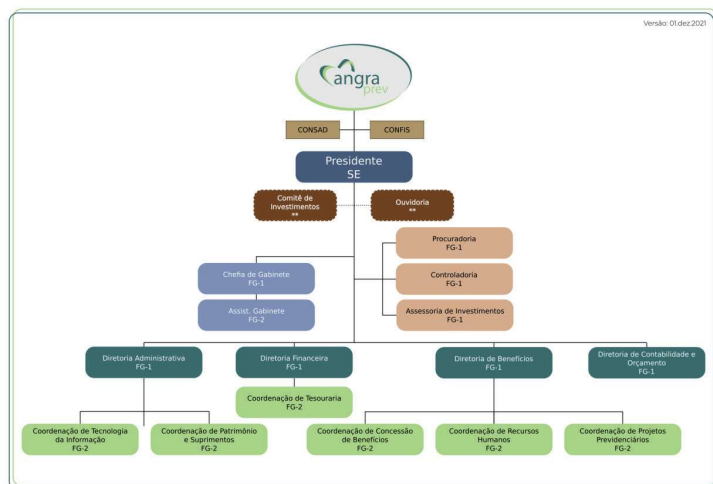 Versão: 01.dez.2021
angra
prev
CONSAD
CONFIS
Presidente
SE
Comitê de
Investimentos
**
Ouvidoria
**
Procuradoria
FG-1
Chefia de Gabinete
FG-1
Controladoria
FG-1
Assist. Gabinete
FG-2
Assessoria de Investimentos
FG-1
Diretoria Administrativa
FG-1
Diretoria Financeira
FG-1
Diretoria de Benefícios
FG-1
Diretoria de Contabilidade e
Orçamento
FG-1
Coordenação de Tesouraria
FG-2
Coordenação de Tecnologia
da Informação
FG-2
Coordenação de Patrimônio
e Suprimentos
FG-2
Coordenação de Concessão
de Benefícios
FG-2
Coordenação de Recursos
Humanos
FG-2
Coordenação de Projetos
Previdenciários
FG-2